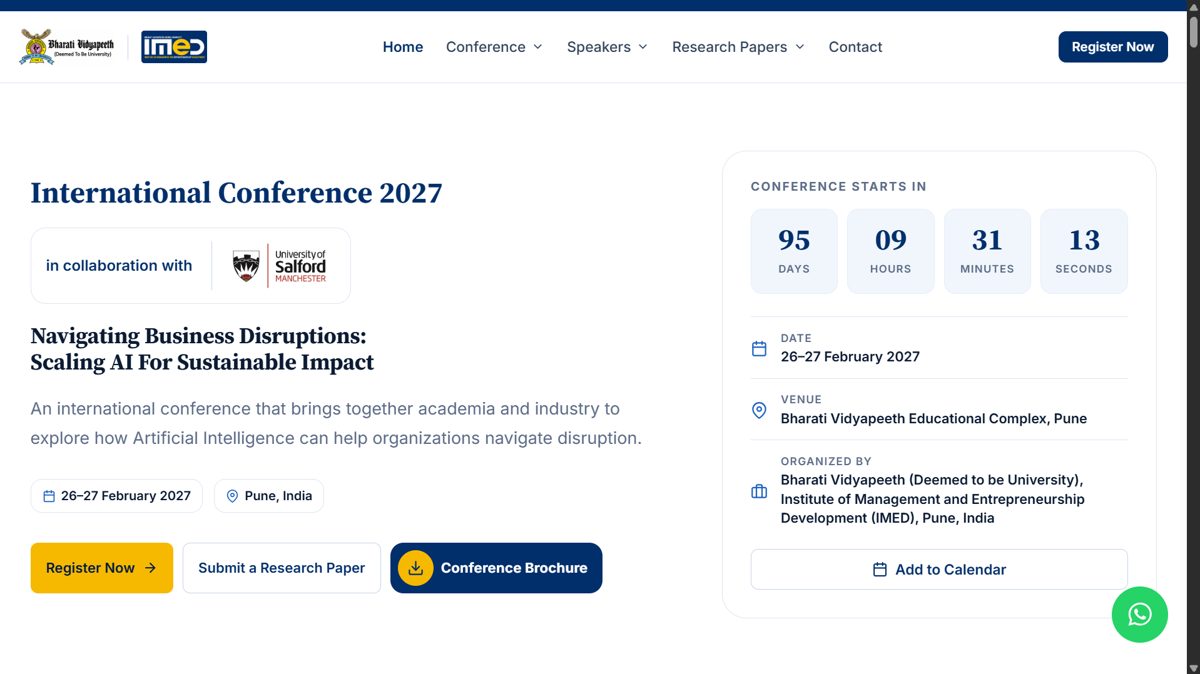 Bharati Vidyapeeth
(Deemed To Be University)
imed
Home
Conference
Speakers
Research Papers
Contact
Register Now
International Conference 2027
in collaboration with
University of
Salford
MANCHESTER
Navigating Business Disruptions:
Scaling AI For Sustainable Impact
An international conference that brings together academia and industry to
explore how Artificial Intelligence can help organizations navigate disruption.
26–27 February 2027
Pune, India
Register Now
Submit a Research Paper
Conference Brochure
CONFERENCE STARTS IN
95
DAYS
09
HOURS
31
MINUTES
13
SECONDS
DATE
26–27 February 2027
VENUE
Bharati Vidyapeeth Educational Complex, Pune
ORGANIZED BY
Bharati Vidyapeeth (Deemed to be University),
Institute of Management and Entrepreneurship
Development (IMED), Pune, India
Add to Calendar